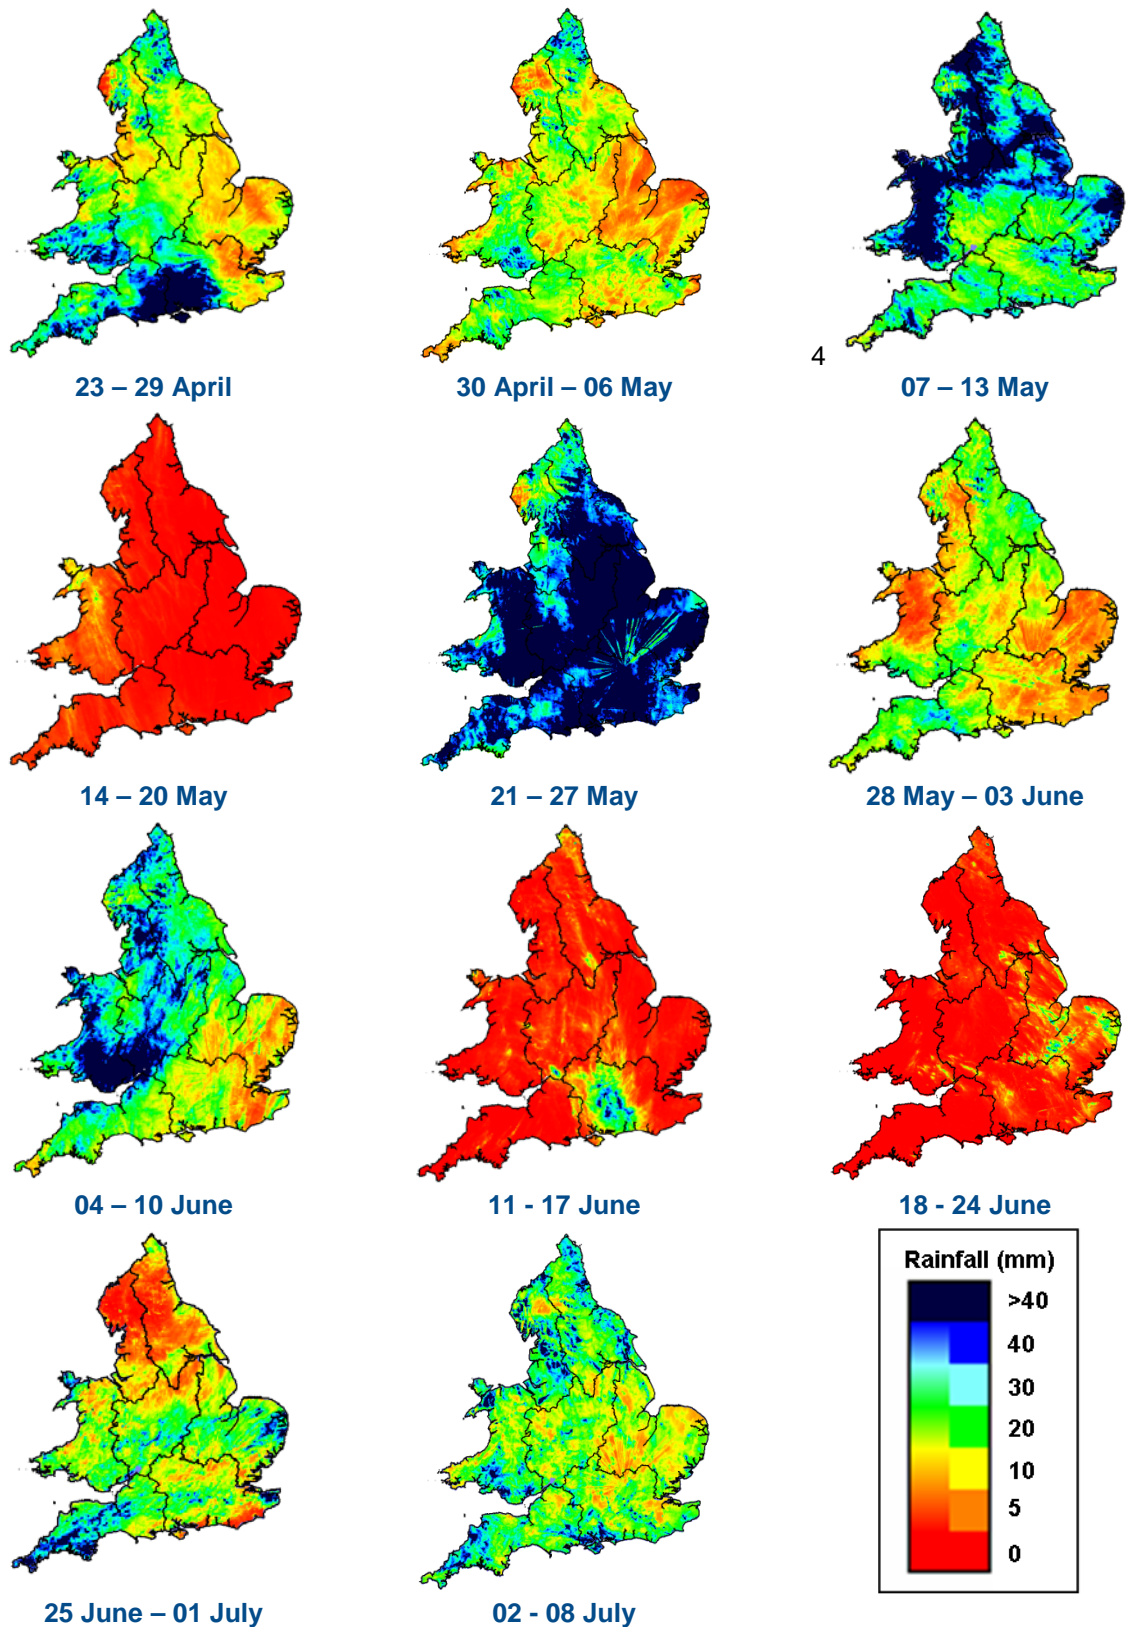 4
23 – 29 April
30 April – 06 May
07 – 13 May
14 – 20 May
21 – 27 May
28 May – 03 June
04 – 10 June
11 - 17 June
18 - 24 June
Rainfall (mm)
>40
40
30
20
10
5
0
25 June – 01 July
02 - 08 July